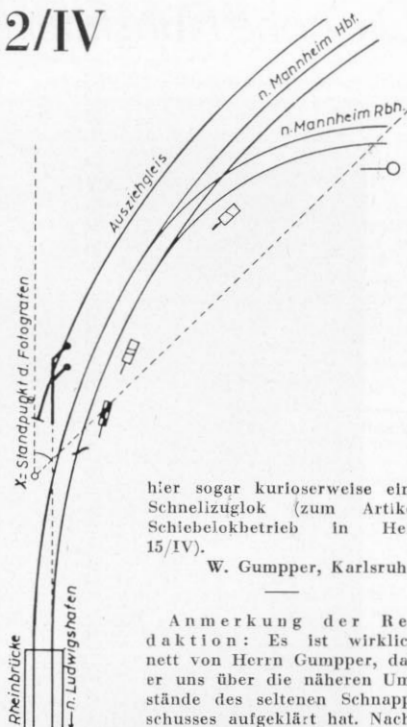 2/IV
n. Mannheim Hbf.
n. Mannheim Rbh.
Ausziehgleis
X= Standpunkt d. Fotografen
Rheinbrücke
n. Ludwigshafen
hier sogar kurioserweise ein
Schnellzuglok (zum Artik
Schiebelokbetrieb in He
15/IV).
W. Gumpper, Karlsruh
Anmerkung der Re
daktion: Es ist wirklic
nett von Herrn Gumpper, da
er uns über die näheren Um
stände des seltenen Schnapp
schusses aufgeklärt hat. Nach